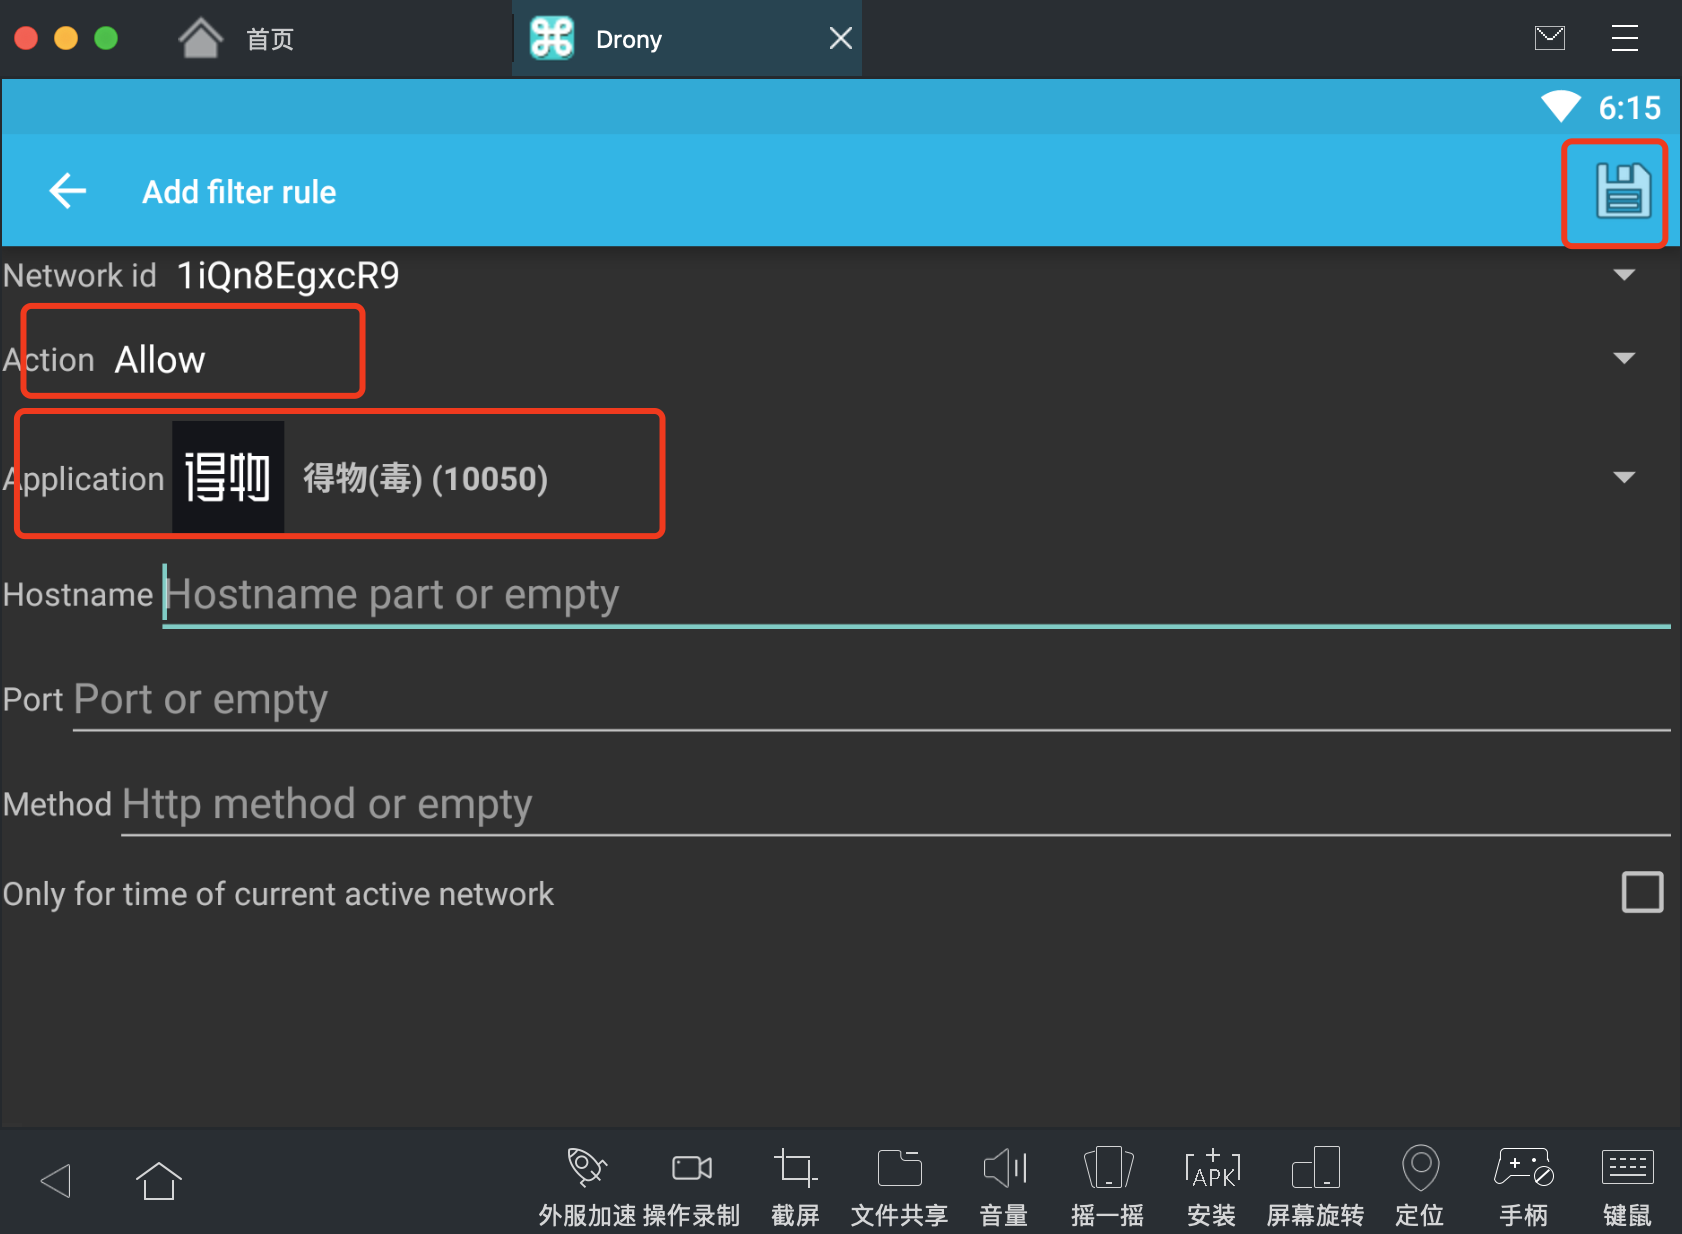 首页
Drony
6:15
Add filter rule
Network id 1iQn8EgxcR9
Action Allow
Application 得物 得物(毒) (10050)
Hostname Hostname part or empty
Port Port or empty
Method Http method or empty
Only for time of current active network
APK
外服加速 操作录制 截屏 文件共享 音量 摇一摇 安装 屏幕旋转 定位 手柄 键鼠